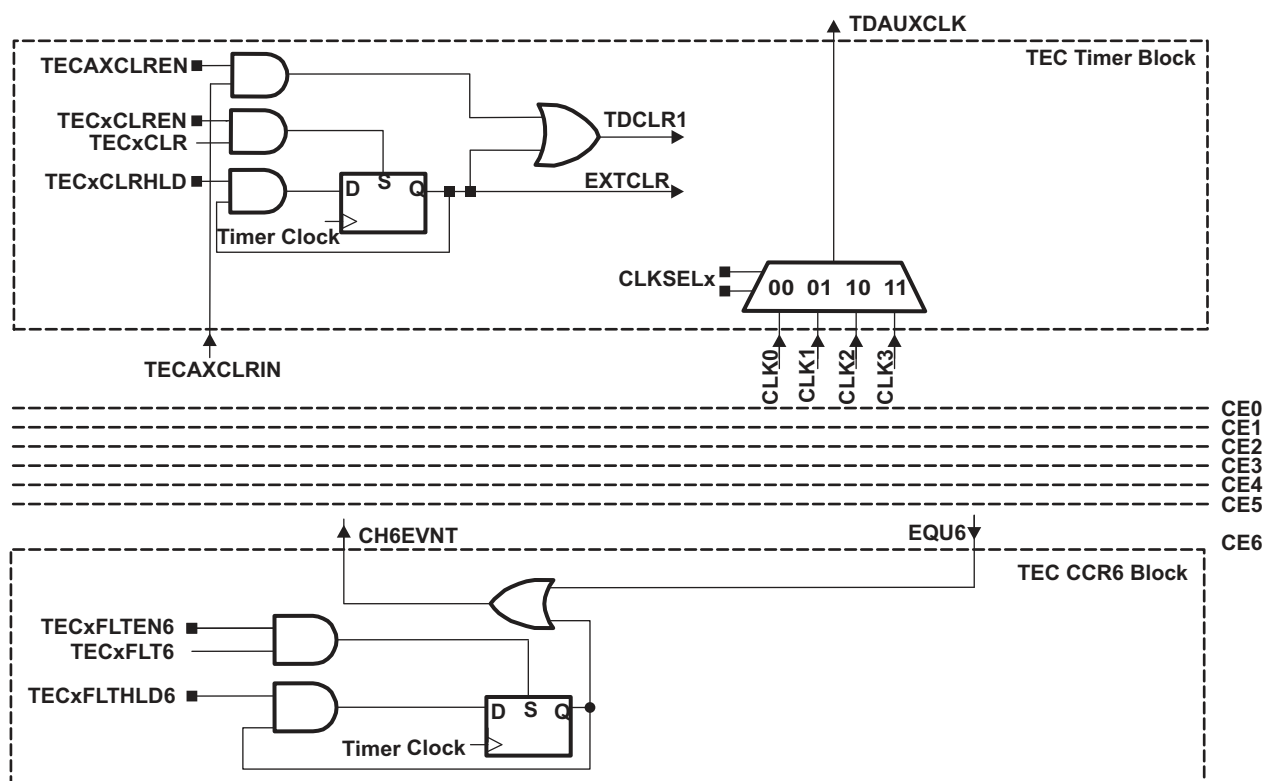 TDAUXCLK
TEC Timer Block
TECAXCLREN
TECxCLREN
TECxCLR
TDCLR1
TECxCLRHLD
D S Q
EXTCLR
Timer Clock
CLKSELx
00 01 10 11
TECAXCLRIN
CLK0
CLK1
CLK2
CLK3
CE0
CE1
CE2
CE3
CE4
CE5
CH6EVNT
EQU6
CE6
TEC CCR6 Block
TECxFLTEN6
TECxFLT6
TECxFLTHLD6
D S Q
Timer Clock